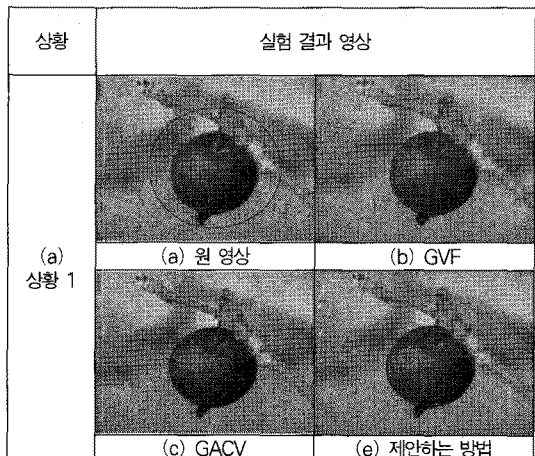 상황
실험 결과 영상
(a)
상황 1
(a) 원 영상
(b) GVF
(c) GACV
(e) 제안하는 방법